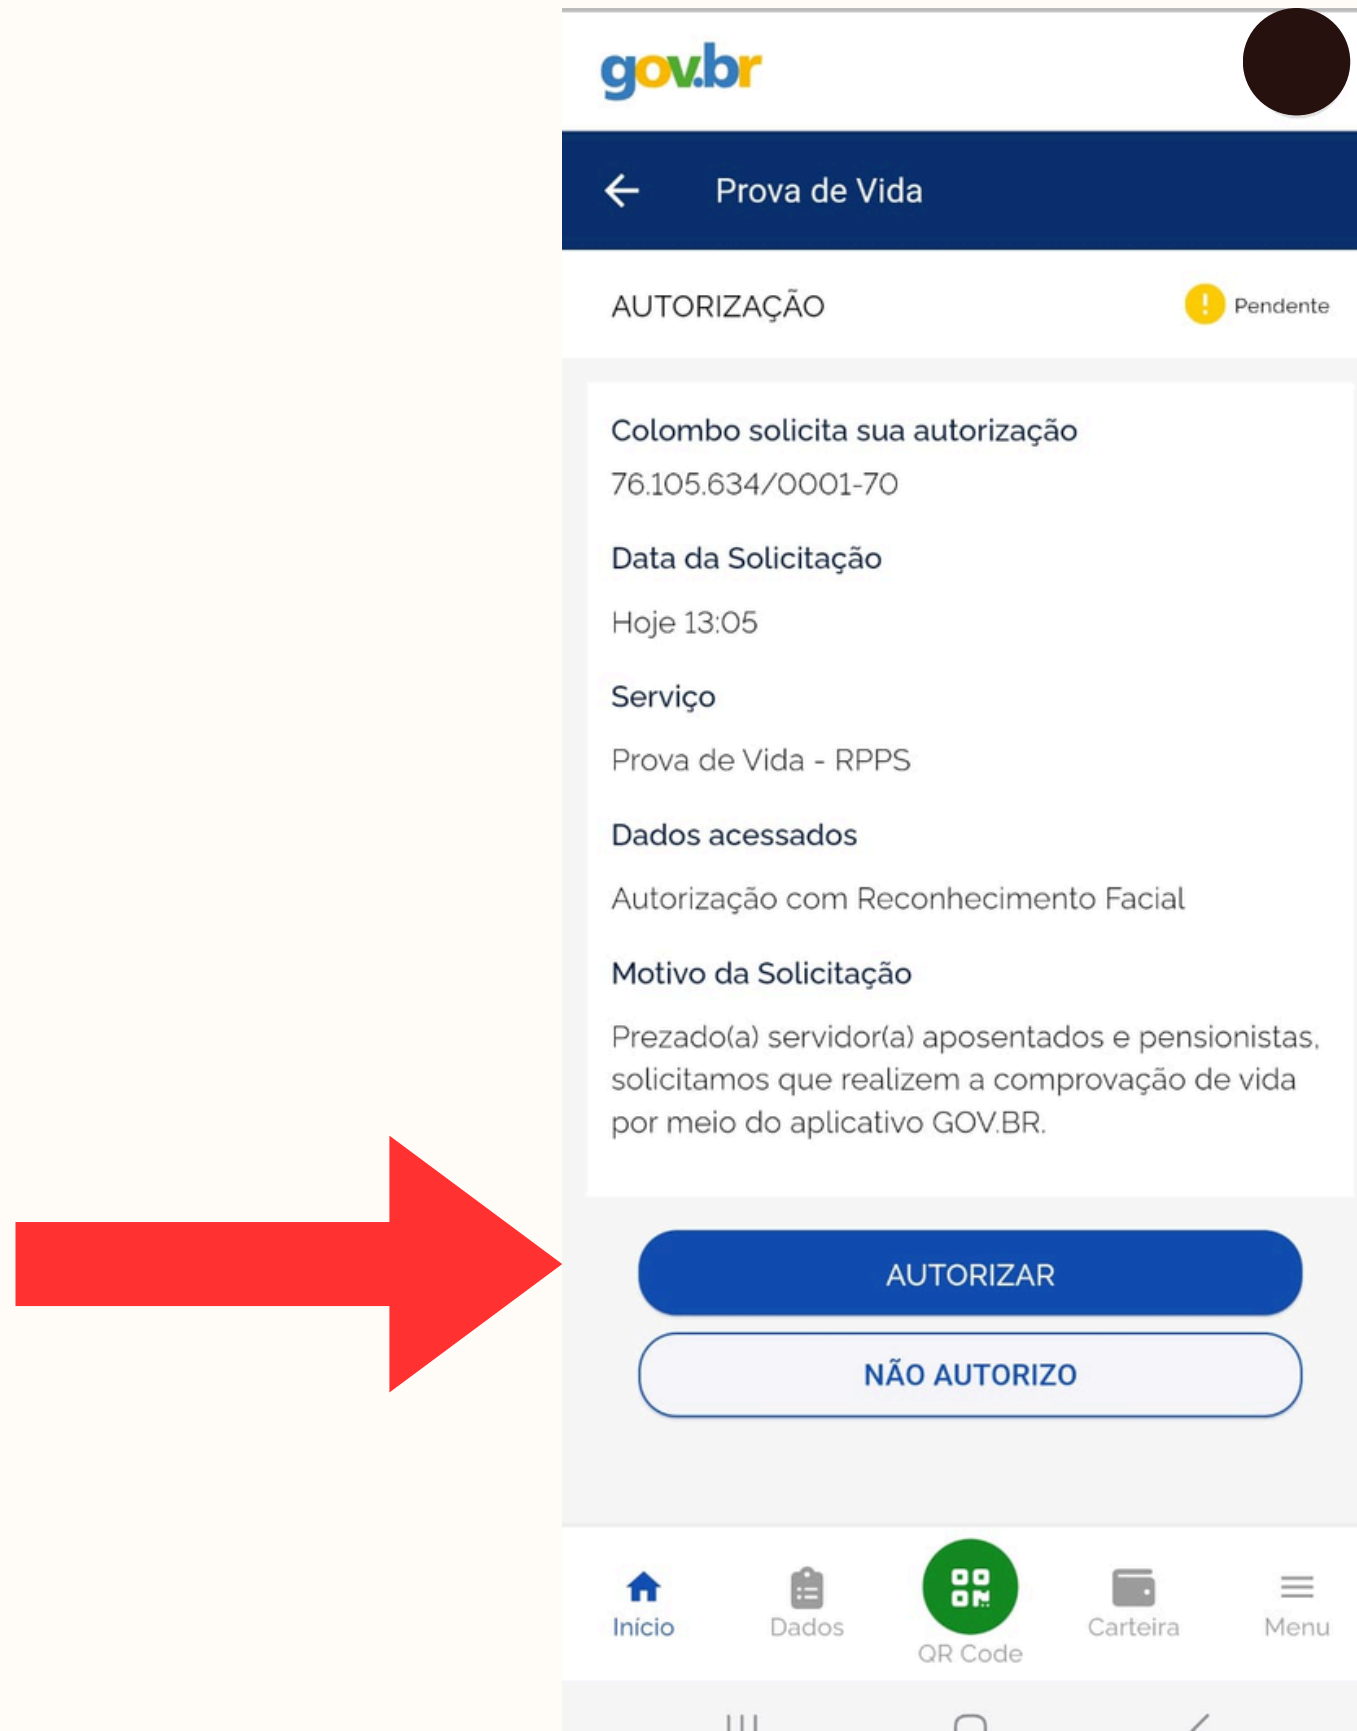 gov.br
Prova de Vida
AUTORIZAÇÃO
Pendente
Colombo solicita sua autorização
76.105.634/0001-70
Data da Solicitação
Hoje 13:05
Serviço
Prova de Vida - RPPS
Dados acessados
Autorização com Reconhecimento Facial
Motivo da Solicitação
Prezado(a) servidor(a) aposentados e pensionistas,
solicitamos que realizem a comprovação de vida
por meio do aplicativo GOV.BR.
AUTORIZAR
NÃO AUTORIZO
Início
Dados
QR Code
Carteira
Menu